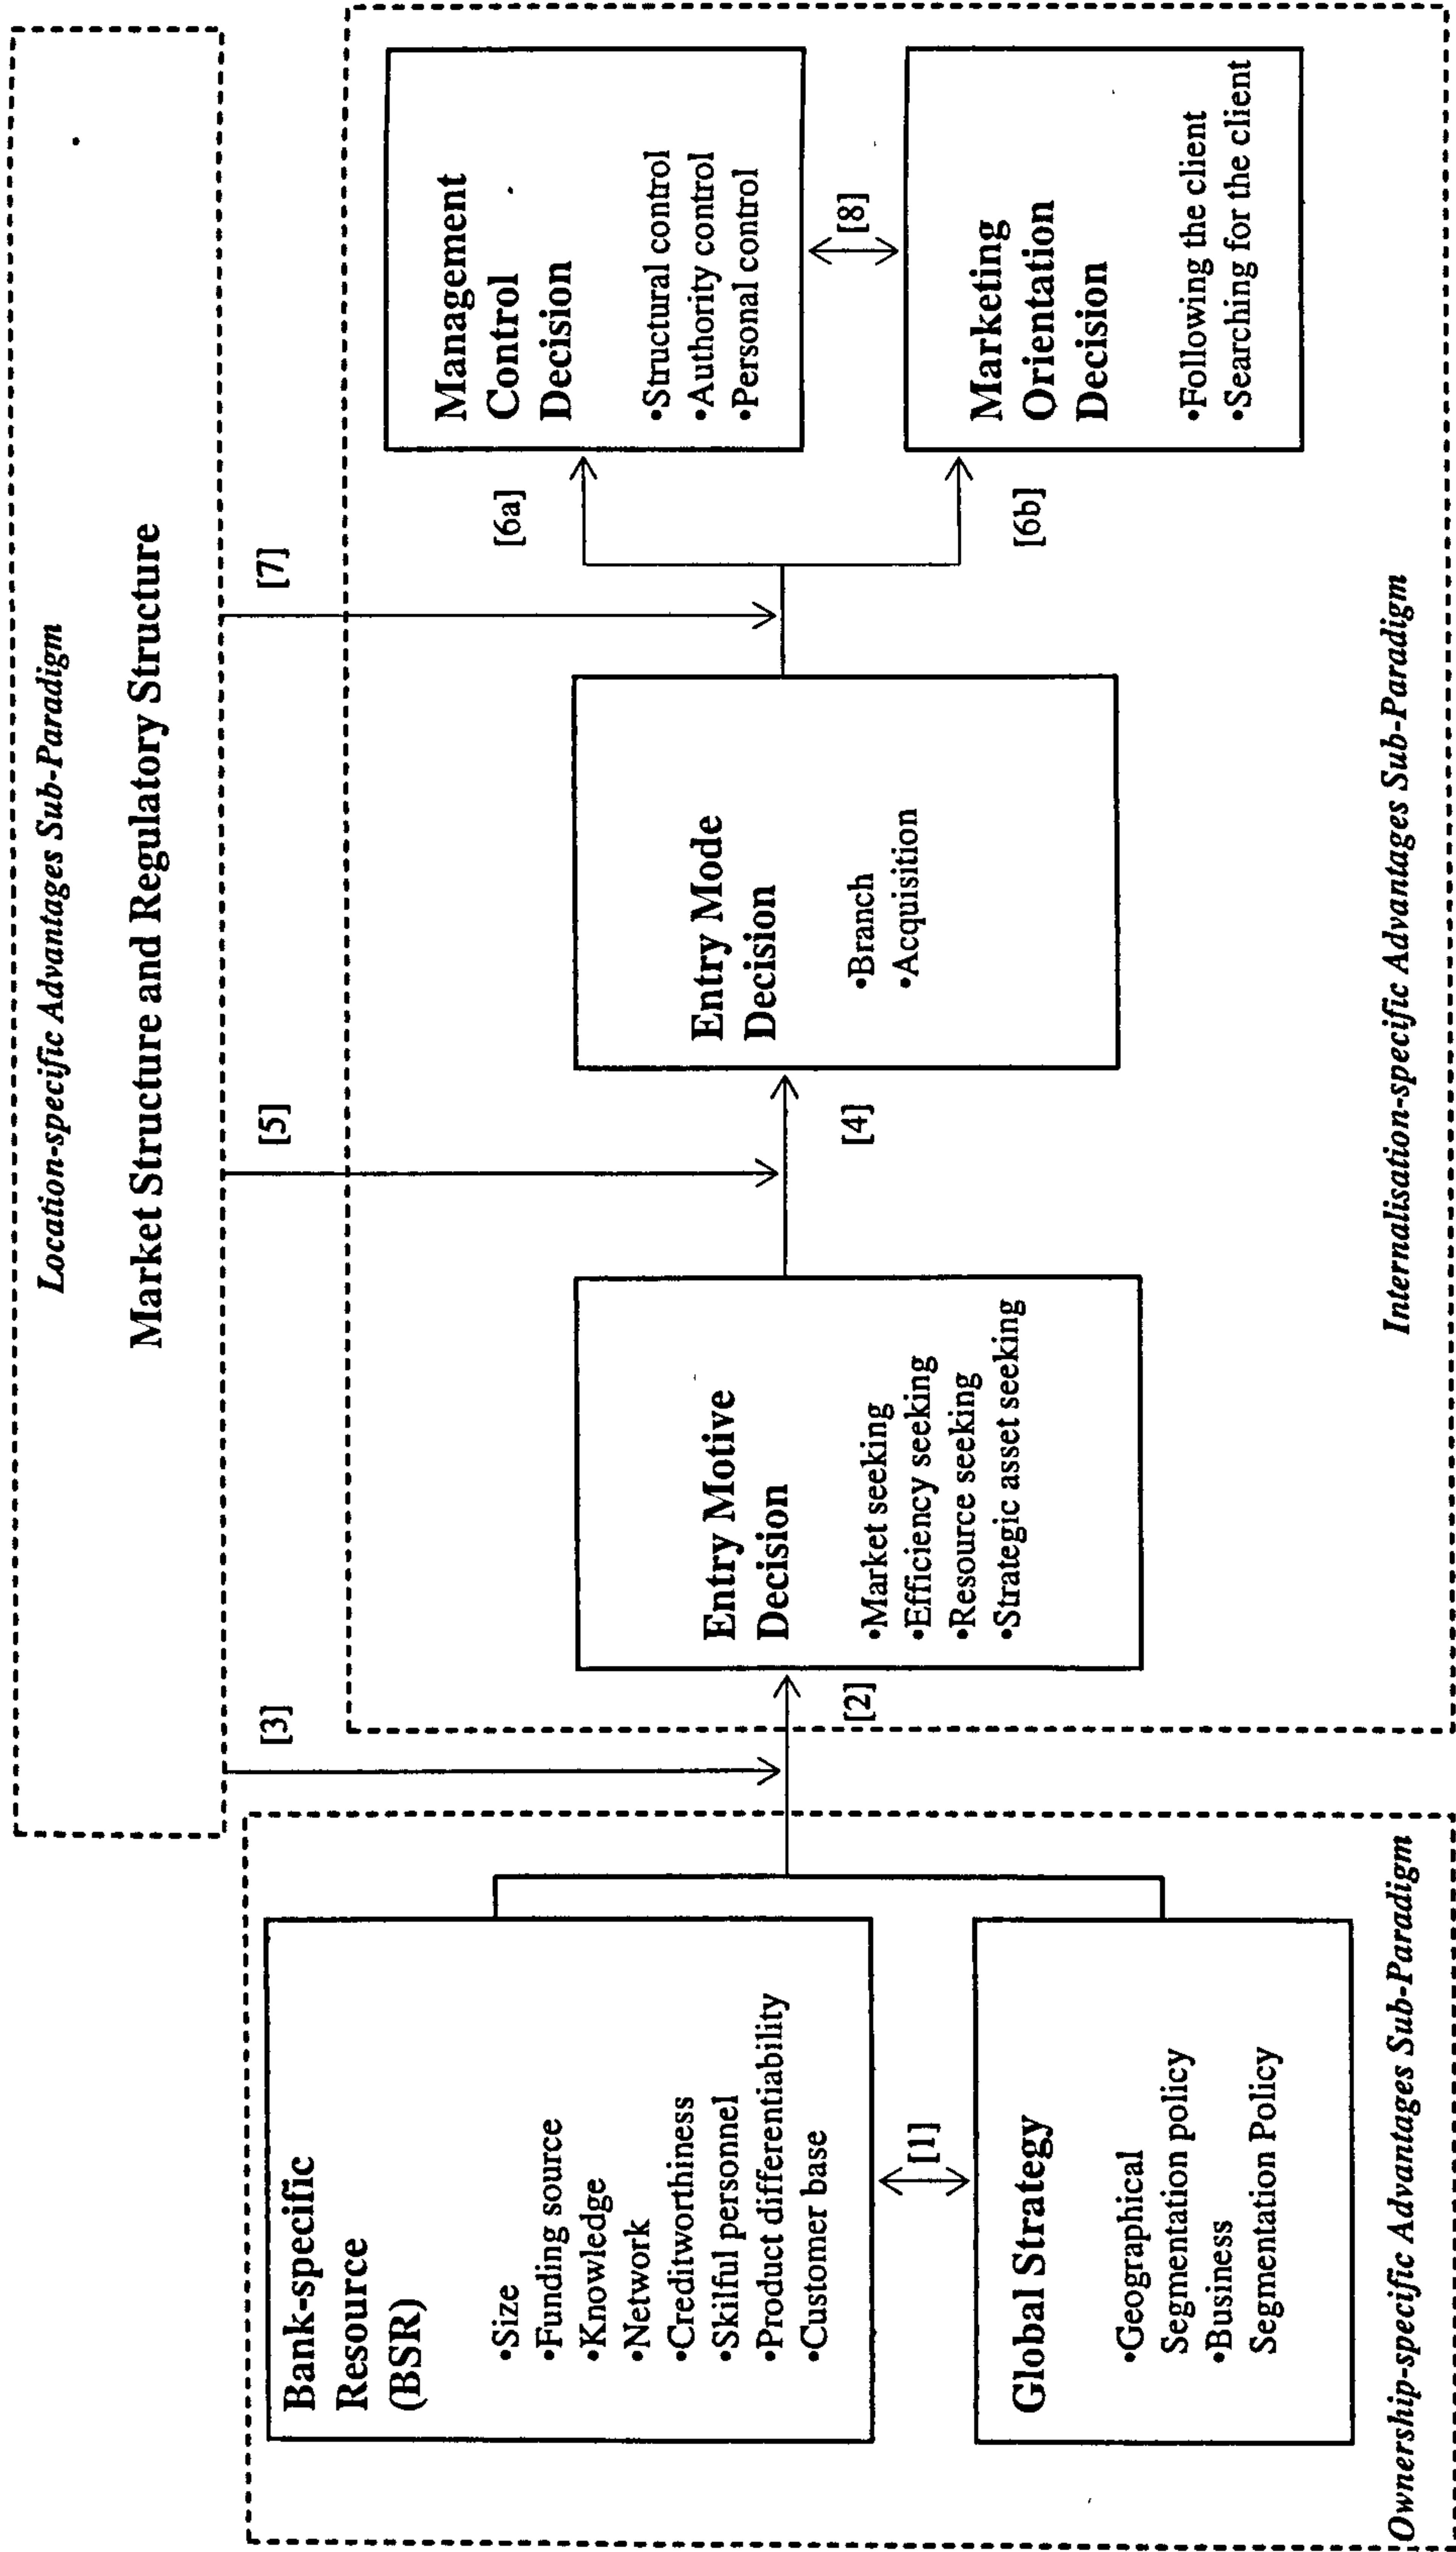 Location-specific Advantages Sub-Paradigm
Market Structure and Regulatory Structure
[3]
[5]
[7]
Bank-specific
Resource
(BSR)
•Size
•Funding source
•Knowledge
•Network
•Creditworthiness
•Skilful personnel
•Product differentiability
•Customer base
[1]
Global Strategy
•Geographical
Segmentation policy
•Business
Segmentation Policy
Ownership-specific Advantages Sub-Paradigm
[2]
Entry Motive
Decision
•Market seeking
•Efficiency seeking
•Resource seeking
•Strategic asset seeking
[4]
Entry Mode
Decision
•Branch
•Acquisition
[6a]
[6b]
Management
Control
Decision
•Structural control
•Authority control
•Personal control
[8]
Marketing
Orientation
Decision
•Following the client
•Searching for the client
Internalisation-specific Advantages Sub-Paradigm